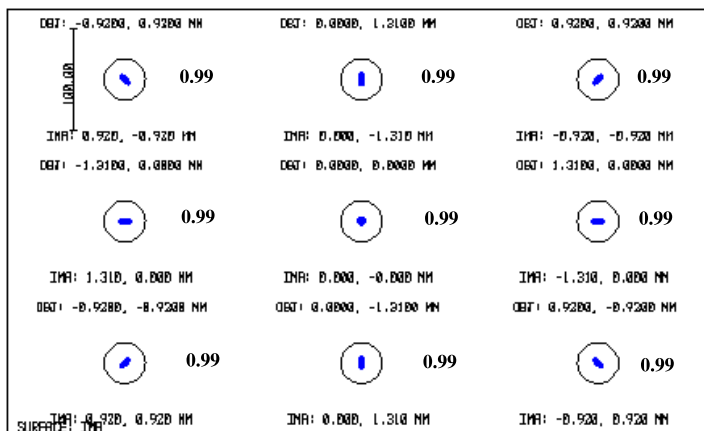 OBJ: -0.9200, 0.9200 MM OBJ: 0.0000, 1.3100 MM OBJ: 0.9200, 0.9200 MM
100.00
0.99 0.99 0.99
IMA: 0.920, -0.920 MM IMA: 0.000, -1.310 MM IMA: -0.920, -0.920 MM
OBJ: -1.3100, 0.0000 MM OBJ: 0.0000, 0.0000 MM OBJ: 1.3100, 0.0000 MM
0.99 0.99 0.99
IMA: 1.310, 0.000 MM IMA: 0.000, -0.000 MM IMA: -1.310, 0.000 MM
OBJ: -0.9200, -0.9200 MM OBJ: 0.0000, -1.3100 MM OBJ: 0.9200, -0.9200 MM
0.99 0.99 0.99
IMA: 0.920, 0.920 MM IMA: 0.000, 1.310 MM IMA: -0.920, 0.920 MM
SURFACE: IMA